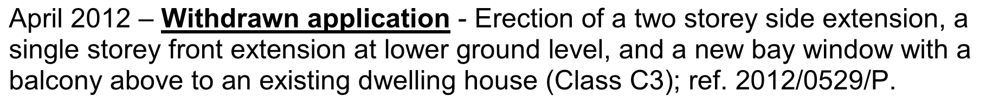 April 2012 – Withdrawn application - Erection of a two storey side extension, a
single storey front extension at lower ground level, and a new bay window with a
balcony above to an existing dwelling house (Class C3); ref. 2012/0529/P.